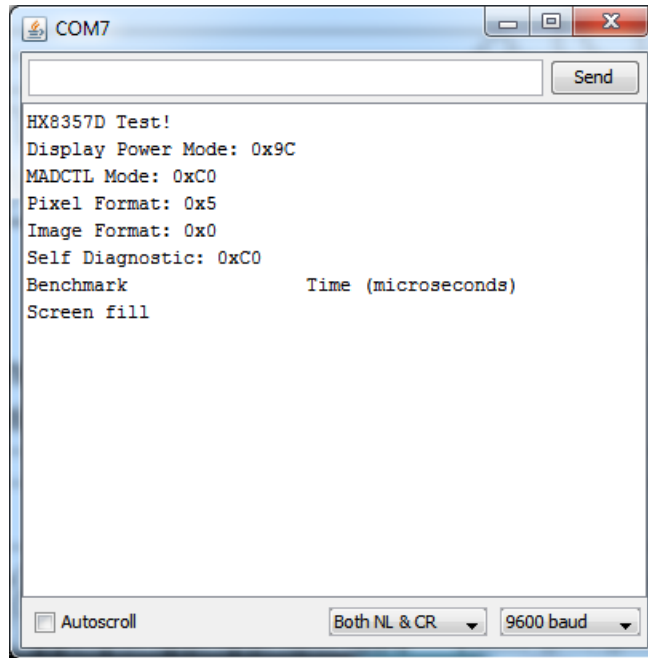 COM7
Send
HX8357D Test!
Display Power Mode: 0x9C
MADCTL Mode: 0xC0
Pixel Format: 0x5
Image Format: 0x0
Self Diagnostic: 0xC0
Benchmark                Time (microseconds)
Screen fill
Autoscroll Both NL & CR 9600 baud